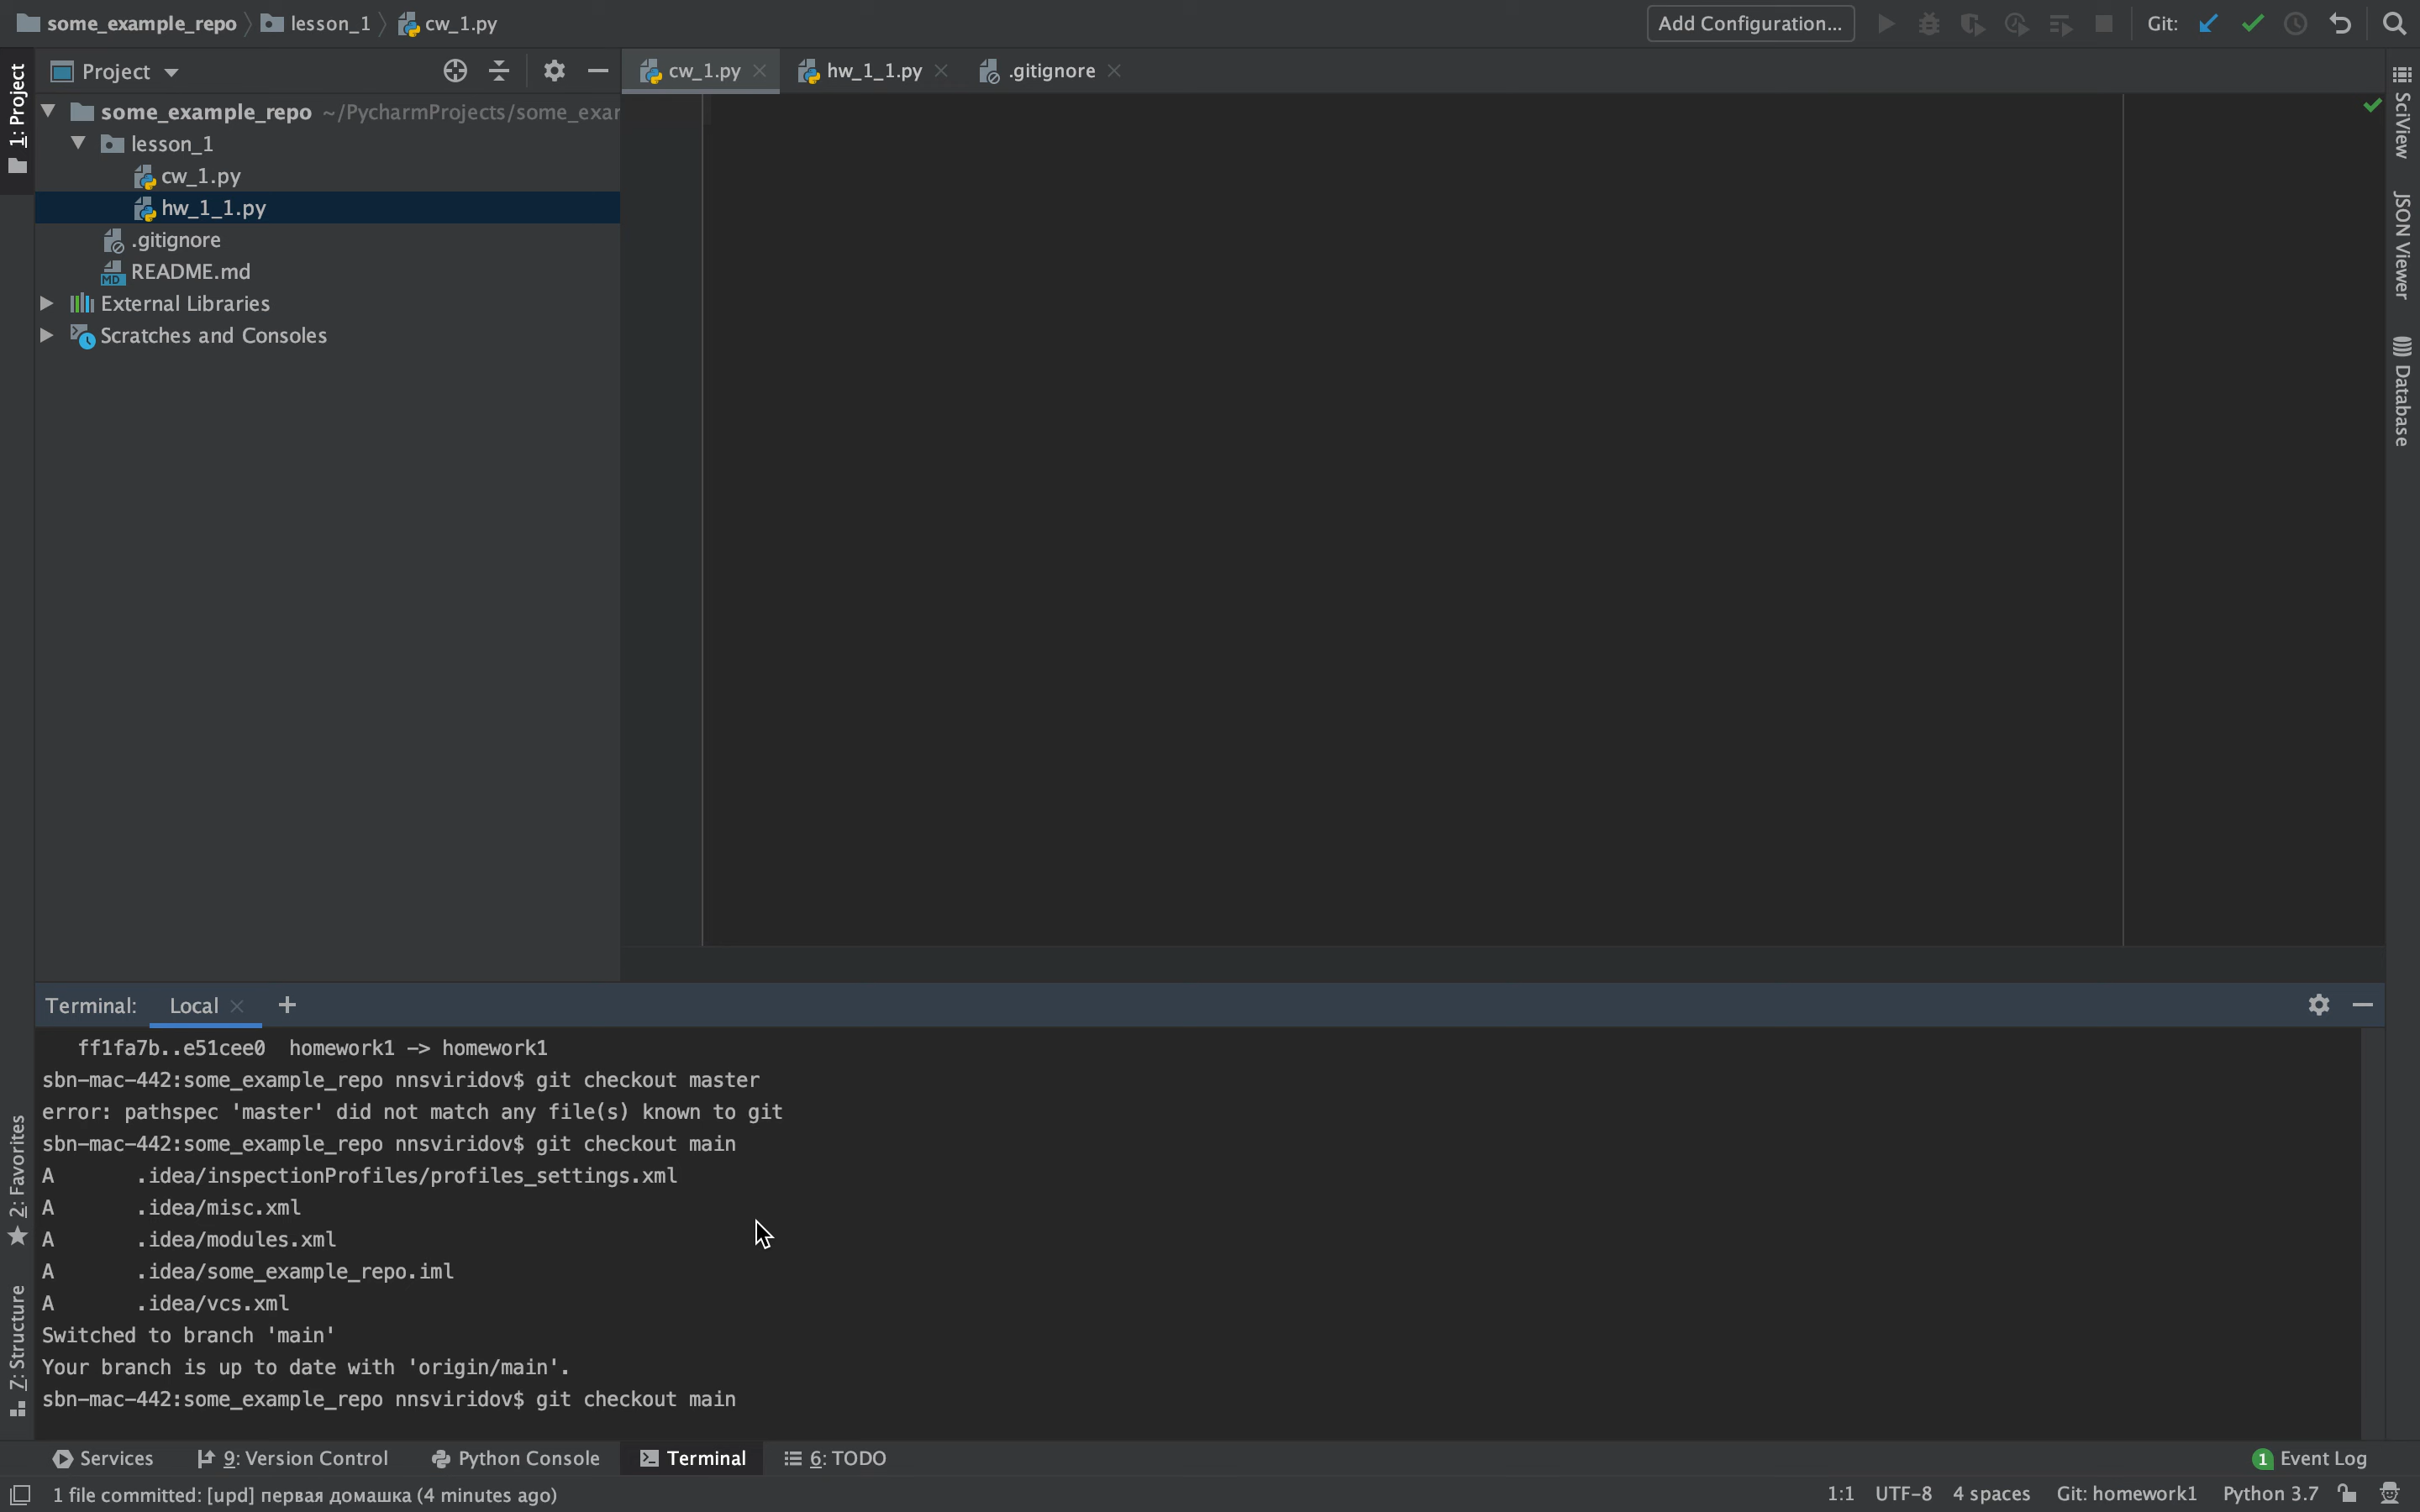 some_example_repo lesson_1 cw_1.py Add Configuration... Git:
1: Project
Project
cw_1.py hw_1_1.py .gitignore
some_example_repo ~/PycharmProjects/some_exar
lesson_1
cw_1.py
hw_1_1.py
.gitignore
README.md
External Libraries
Scratches and Consoles
SciView
JSON Viewer
Database
Terminal: Local +
ff1fa7b..e51cee0 homework1 -> homework1
sbn-mac-442:some_example_repo nnsviridov$ git checkout master
error: pathspec 'master' did not match any file(s) known to git
sbn-mac-442:some_example_repo nnsviridov$ git checkout main
A .idea/inspectionProfiles/profiles_settings.xml
A .idea/misc.xml
A .idea/modules.xml
A .idea/some_example_repo.iml
A .idea/vcs.xml
Switched to branch 'main'
Your branch is up to date with 'origin/main'.
sbn-mac-442:some_example_repo nnsviridov$ git checkout main
2: Favorites
Z: Structure
Services 9: Version Control Python Console Terminal 6: TODO 1 Event Log
1 file committed: [upd] первая домашка (4 minutes ago) 1:1 UTF-8 4 spaces Git: homework1 Python 3.7